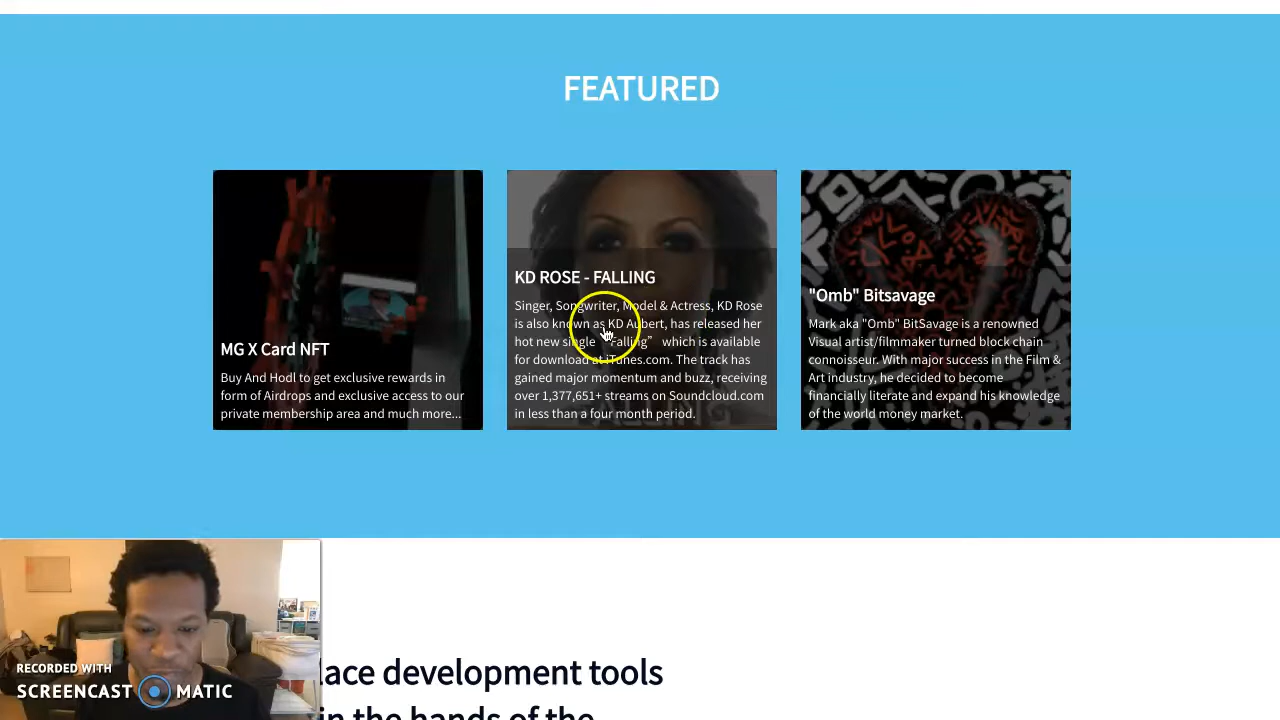 FEATURED
MG X Card NFT
Buy And Hodl to get exclusive rewards in
form of Airdrops and exclusive access to our
private membership area and much more...
KD ROSE - FALLING
Singer, Songwriter, Model & Actress, KD Rose
is also known as KD Aubert, has released her
hot new single “Falling” which is available
for download at iTunes.com. The track has
gained major momentum and buzz, receiving
over 1,377,651+ streams on Soundcloud.com
in less than a four month period.
"Omb" Bitsavage
Mark aka "Omb" BitSavage is a renowned
Visual artist/filmmaker turned block chain
connoisseur. With major success in the Film &
Art industry, he decided to become
financially literate and expand his knowledge
of the world money market.
lace development tools
in the hands of the
RECORDED WITH
SCREENCAST MATIC